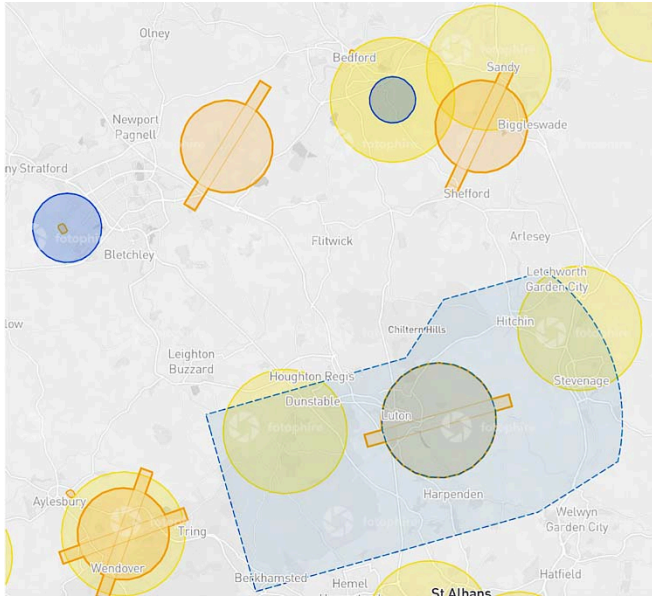 Olney
Bedford
Sandy
Newport
Pagnell
Biggleswade
ny Stratford
Shefford
Flitwick
Arlesey
Bletchley
Letchworth
Garden City
low
Hitchin
Chiltern Hills
Leighton
Buzzard
Houghton Regis
Stevenage
Dunstable
Luton
fotophire
Aylesbury
Harpenden
Welwyn
Garden City
Tring
Wendover
Berkhamsted
Hemel
Hatfield
St Albans